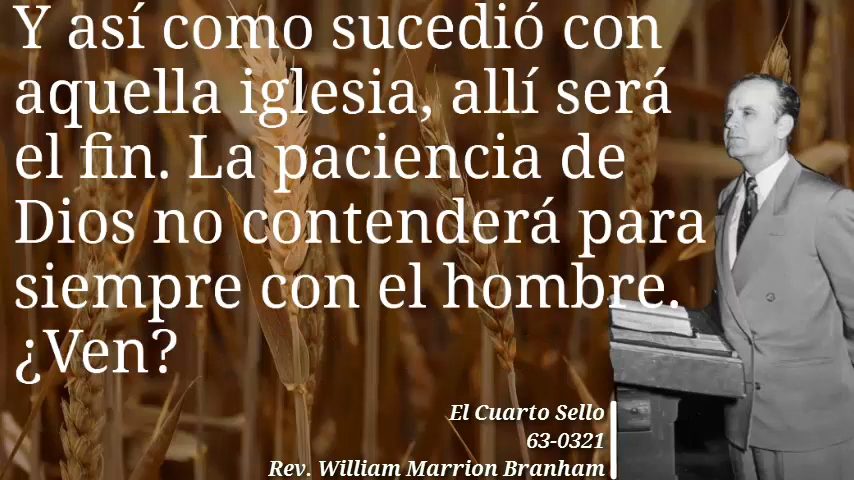 Y así como sucedió con
aquella iglesia, allí será
el fin. La paciencia de
Dios no contenderá para
siempre con el hombre.
¿Ven?
El Cuarto Sello
63-0321
Rev. William Marrion Branham